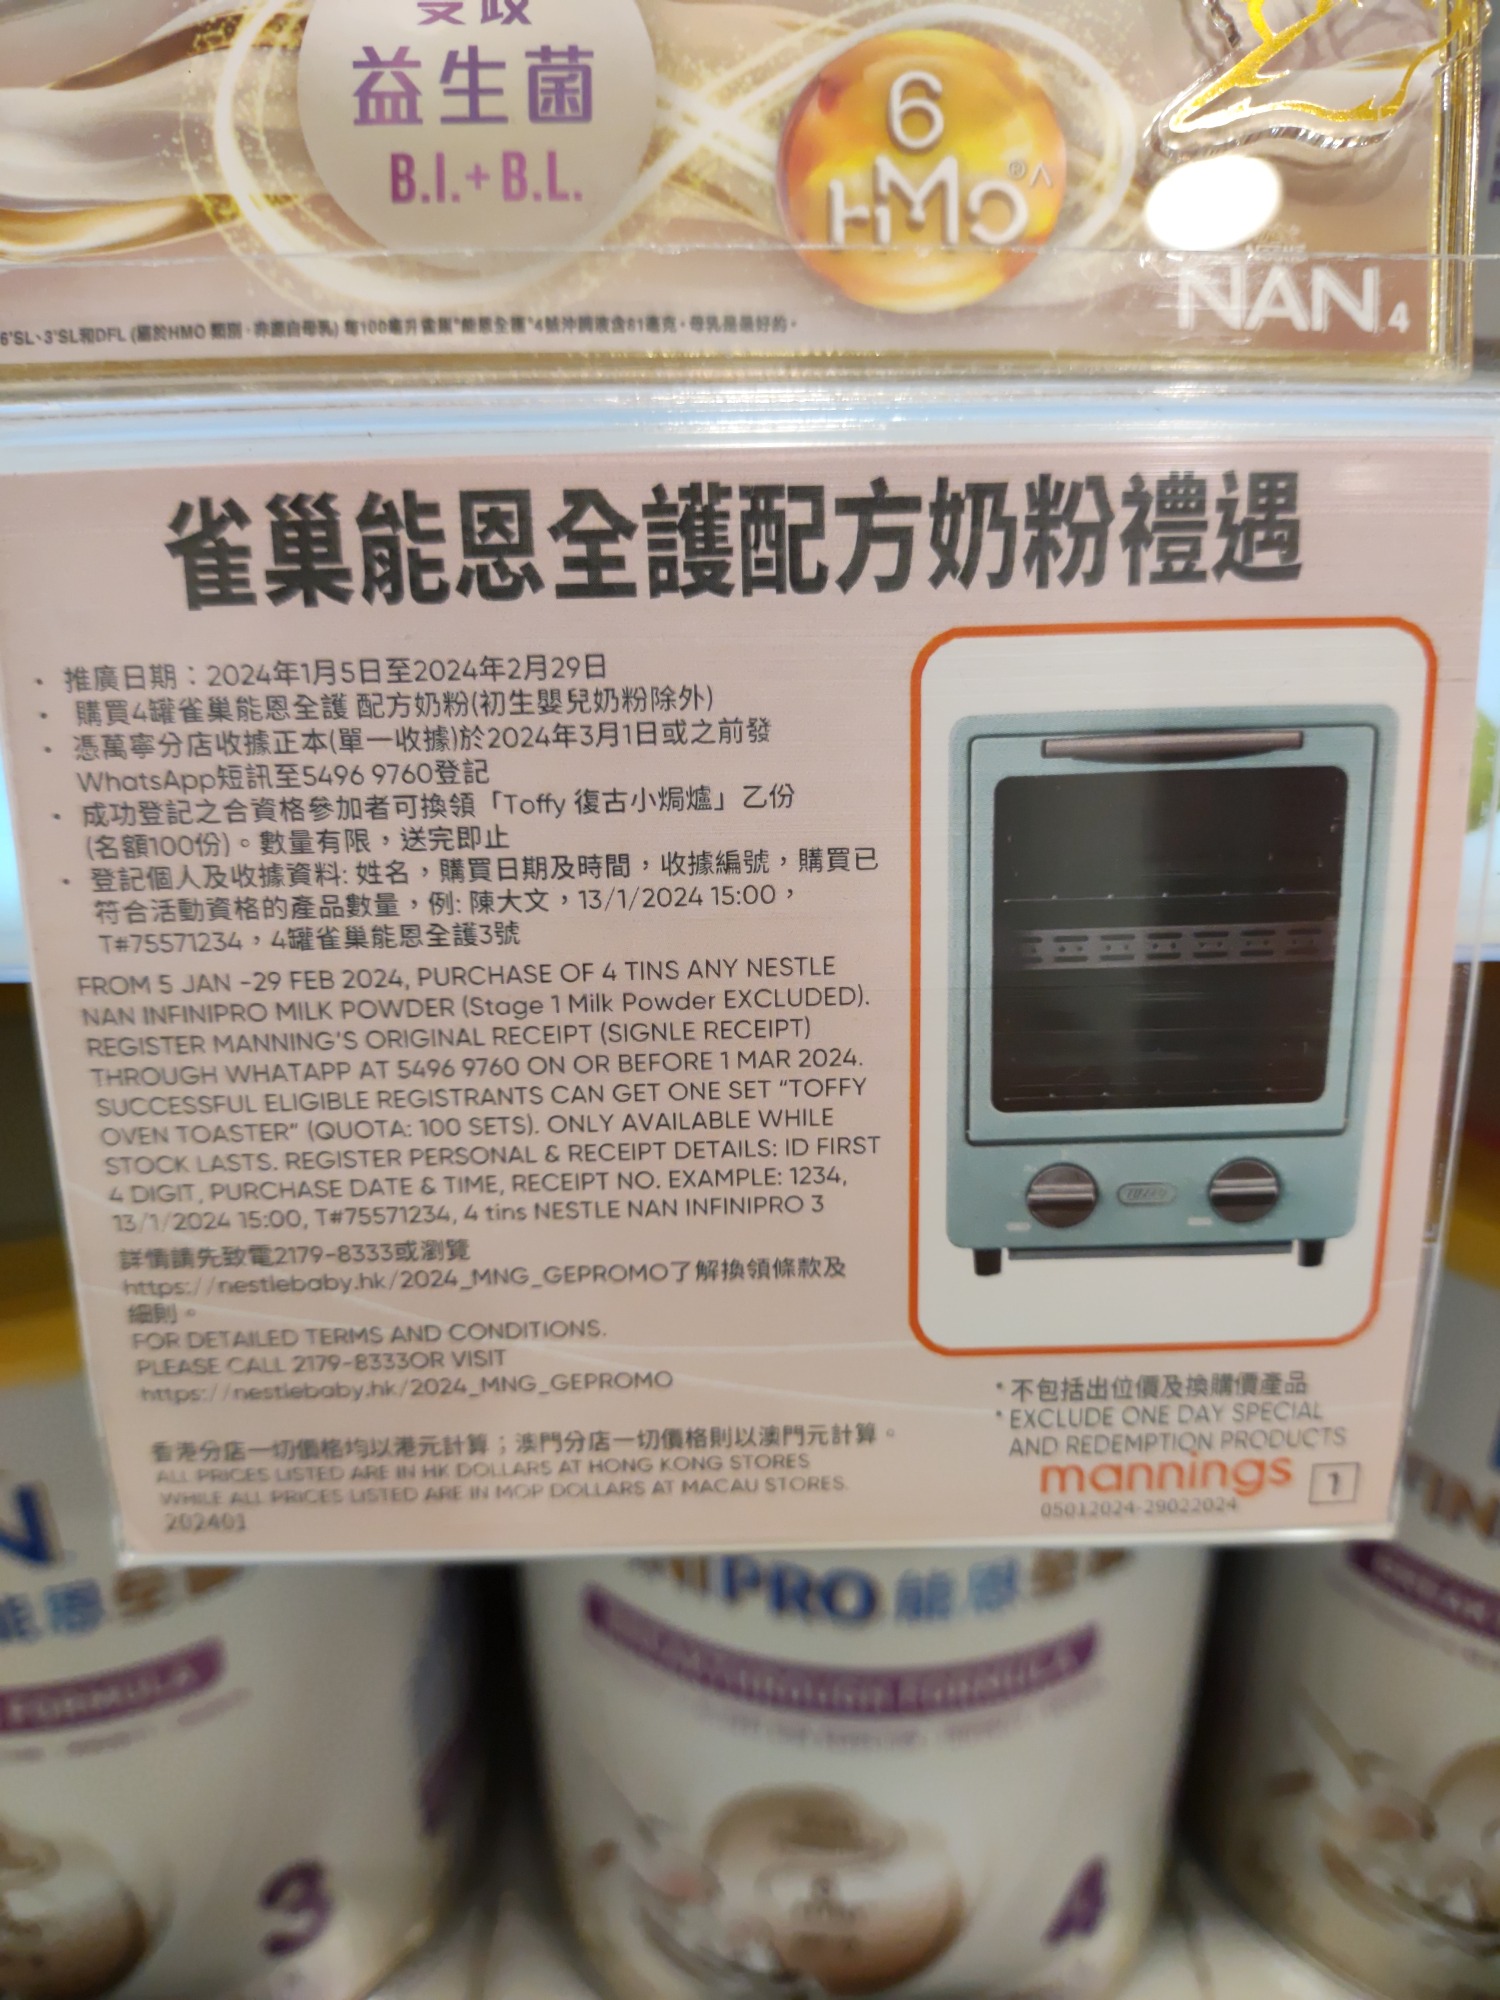 益生菌
B.I.+B.L.
6
HMO
NAN 4
雀巢能恩全護配方奶粉禮遇
· 推廣日期：2024年1月5日至2024年2月29日
· 購買4罐雀巢能恩全護 配方奶粉(初生嬰兒奶粉除外)
· 憑萬寧分店收據正本(單一收據)於2024年3月1日或之前發
WhatsApp短訊至5496 9760登記
· 成功登記之合資格參加者可換領「Toffy 復古小焗爐」乙份
(名額100份)。數量有限，送完即止
· 登記個人及收據資料: 姓名，購買日期及時間，收據編號，購買已
符合活動資格的產品數量，例: 陳大文，13/1/2024 15:00，
T#75571234，4罐雀巢能恩全護3號
FROM 5 JAN -29 FEB 2024, PURCHASE OF 4 TINS ANY NESTLE
NAN INFINIPRO MILK POWDER (Stage 1 Milk Powder EXCLUDED).
REGISTER MANNING'S ORIGINAL RECEIPT (SIGNLE RECEIPT)
THROUGH WHATAPP AT 5496 9760 ON OR BEFORE 1 MAR 2024.
SUCCESSFUL ELIGIBLE REGISTRANTS CAN GET ONE SET "TOFFY
OVEN TOASTER" (QUOTA: 100 SETS). ONLY AVAILABLE WHILE
STOCK LASTS. REGISTER PERSONAL & RECEIPT DETAILS: ID FIRST
4 DIGIT, PURCHASE DATE & TIME, RECEIPT NO. EXAMPLE: 1234,
13/1/2024 15:00, T#75571234, 4 tins NESTLE NAN INFINIPRO 3
詳情請先致電2179-8333或瀏覽
https://nestlebaby.hk/2024_MNG_GEPROMO了解換領條款及
細則。
FOR DETAILED TERMS AND CONDITIONS.
PLEASE CALL 2179-8333OR VISIT
https://nestlebaby.hk/2024_MNG_GEPROMO
香港分店一切價格均以港元計算；澳門分店一切價格則以澳門元計算。
ALL PRICES LISTED ARE IN HK DOLLARS AT HONG KONG STORES
WHILE ALL PRICES LISTED ARE IN MOP DOLLARS AT MACAU STORES.
202401
* 不包括出位價及換購價產品
* EXCLUDE ONE DAY SPECIAL
AND REDEMPTION PRODUCTS
mannings 1
05012024-29022024
PRO 能恩全
FORMULA
3
4